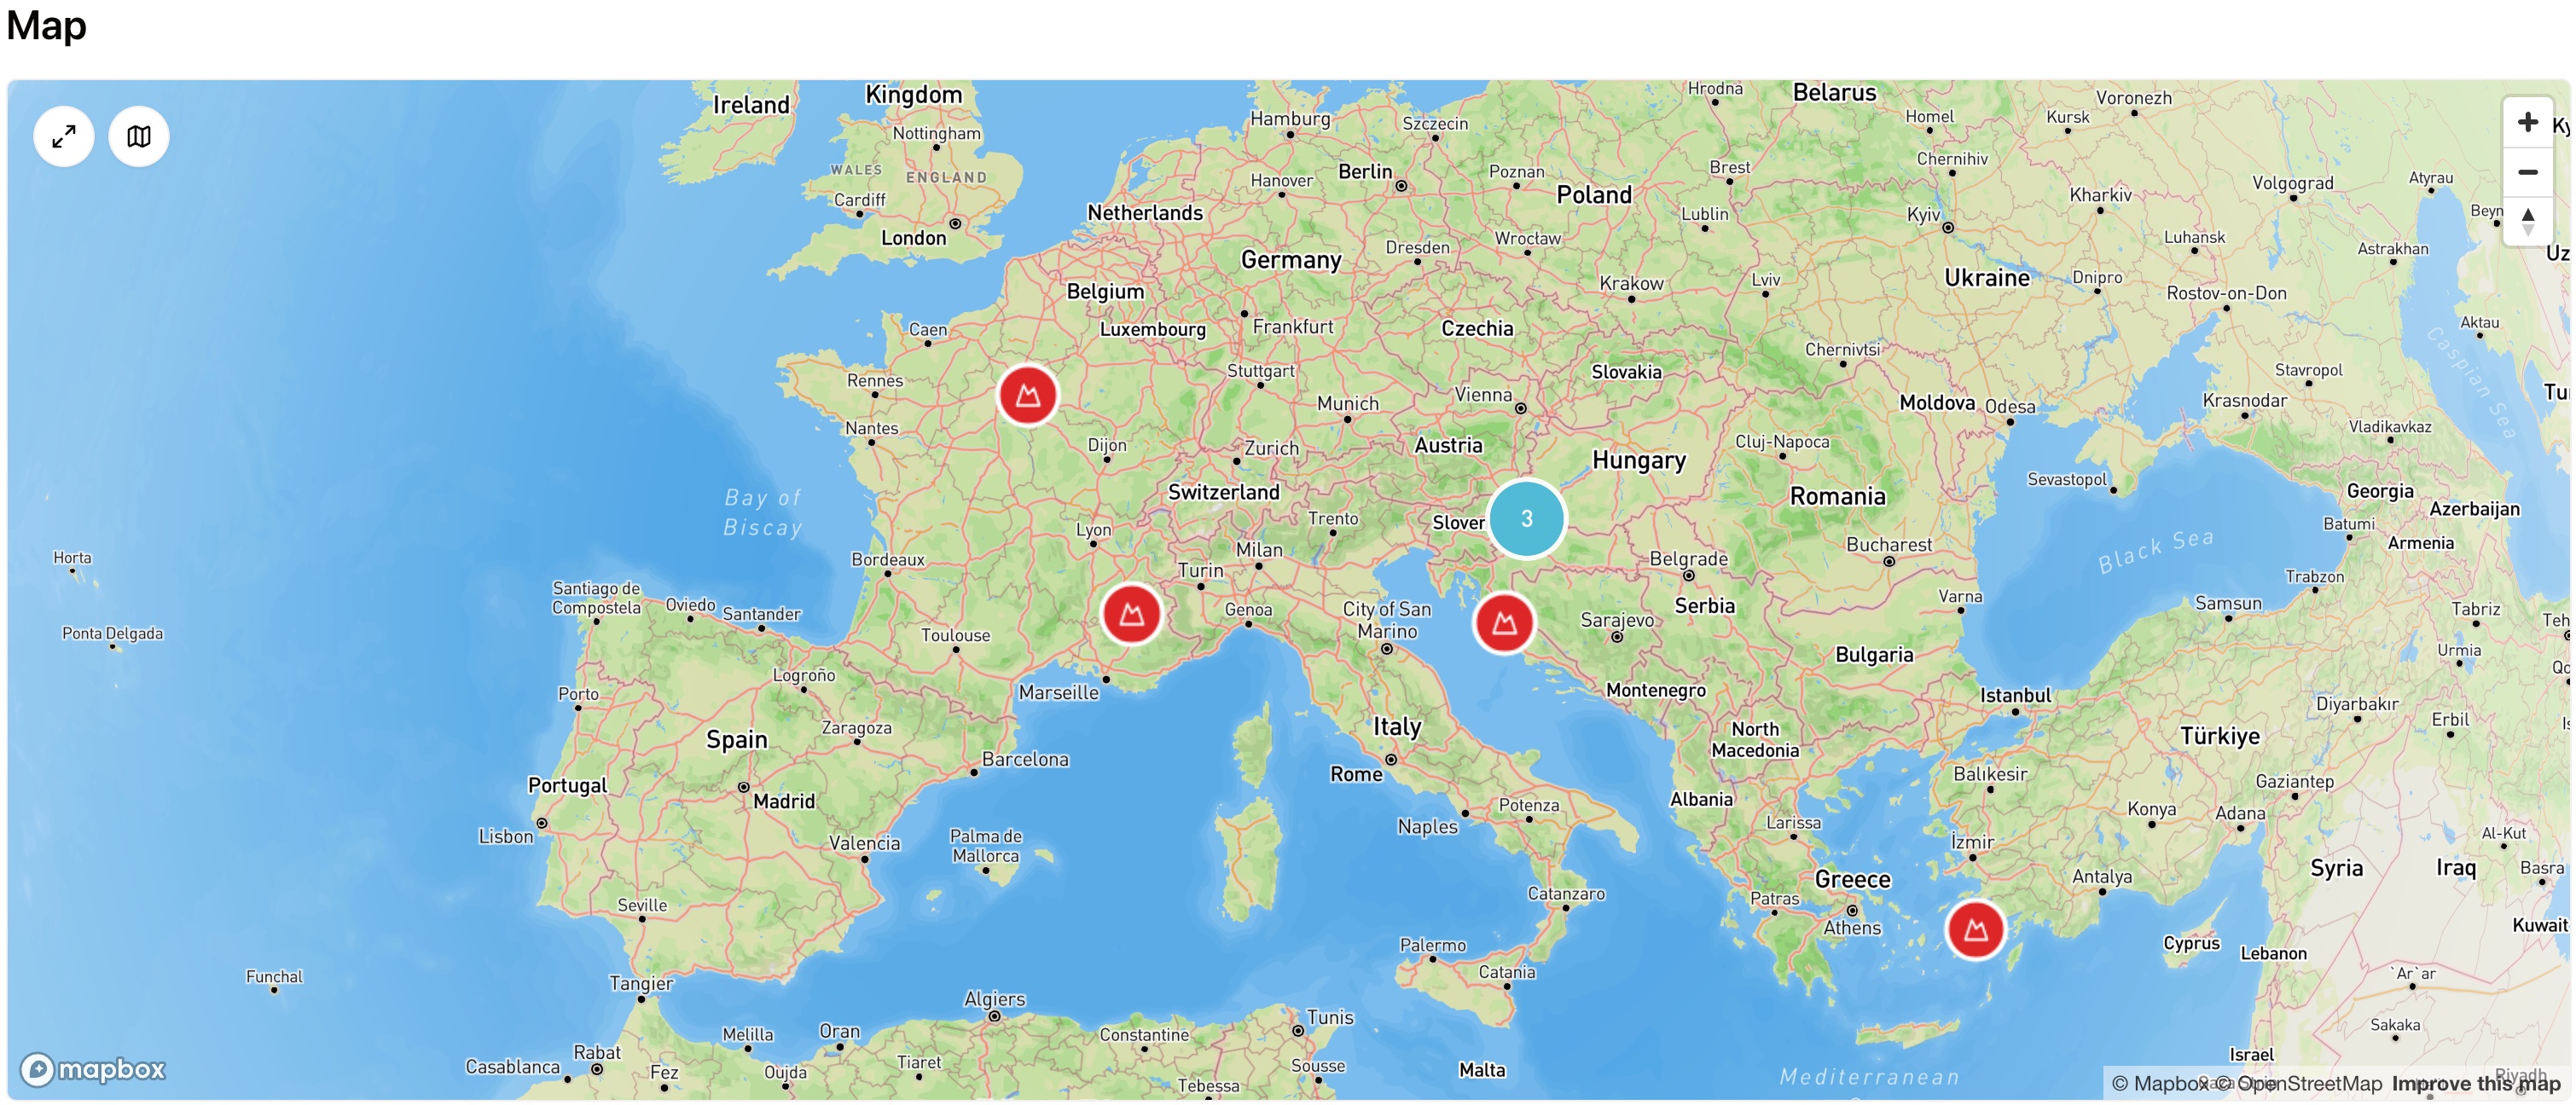 Map
Ireland
Kingdom
Nottingham
WALES
ENGLAND
Cardiff
London
Hamburg
Szczecin
Hrodna
Belarus
Homel
Kursk
Voronezh
Hanover
Berlin
Poznan
Poland
Brest
Chernihiv
Kharkiv
Volgograd
Atyrau
Netherlands
Lublin
Kyiv
Luhansk
Astrakhan
Germany
Dresden
Wrocław
Belgium
Krakow
Lviv
Ukraine
Dnipro
Rostov-on-Don
Caen
Luxembourg
Frankfurt
Czechia
Aktau
Caspian Sea
Rennes
Stuttgart
Slovakia
Chernivtsi
Stavropol
Nantes
Munich
Vienna
Moldova
Odesa
Krasnodar
Vladikavkaz
Dijon
Zurich
Austria
Hungary
Cluj-Napoca
Bay of
Biscay
Switzerland
Romania
Sevastopol
Georgia
Azerbaijan
Lyon
Trento
Slover
3
Batumi
Armenia
Black Sea
Horta
Bordeaux
Milan
Turin
Belgrade
Bucharest
Trabzon
Santiago de
Compostela
Oviedo
Santander
Genoa
City of San
Marino
Sarajevo
Serbia
Varna
Samsun
Tabriz
Ponta Delgada
Toulouse
Bulgaria
Urmia
Logroño
Marseille
Montenegro
Istanbul
Porto
Zaragoza
Italy
North
Macedonia
Türkiye
Diyarbakır
Erbil
Spain
Barcelona
Rome
Balıkesir
Gaziantep
Portugal
Madrid
Albania
Potenza
Konya
Adana
Lisbon
Valencia
Palma de
Mallorca
Naples
Larissa
İzmir
Al-Kut
Syria
Iraq
Basra
Greece
Antalya
Seville
Catanzaro
Patras
Athens
Kuwait
Cyprus
Lebanon
Palermo
Catania
`Ar`ar
Funchal
Tangier
Algiers
Tunis
Sakaka
Melilla
Oran
Constantine
Israel
Casablanca
Rabat
Fez
Oujda
Tiaret
Tebessa
Sousse
Malta
Mediterranean
mapbox
Riyadh
© Mapbox © OpenStreetMap Improve this map